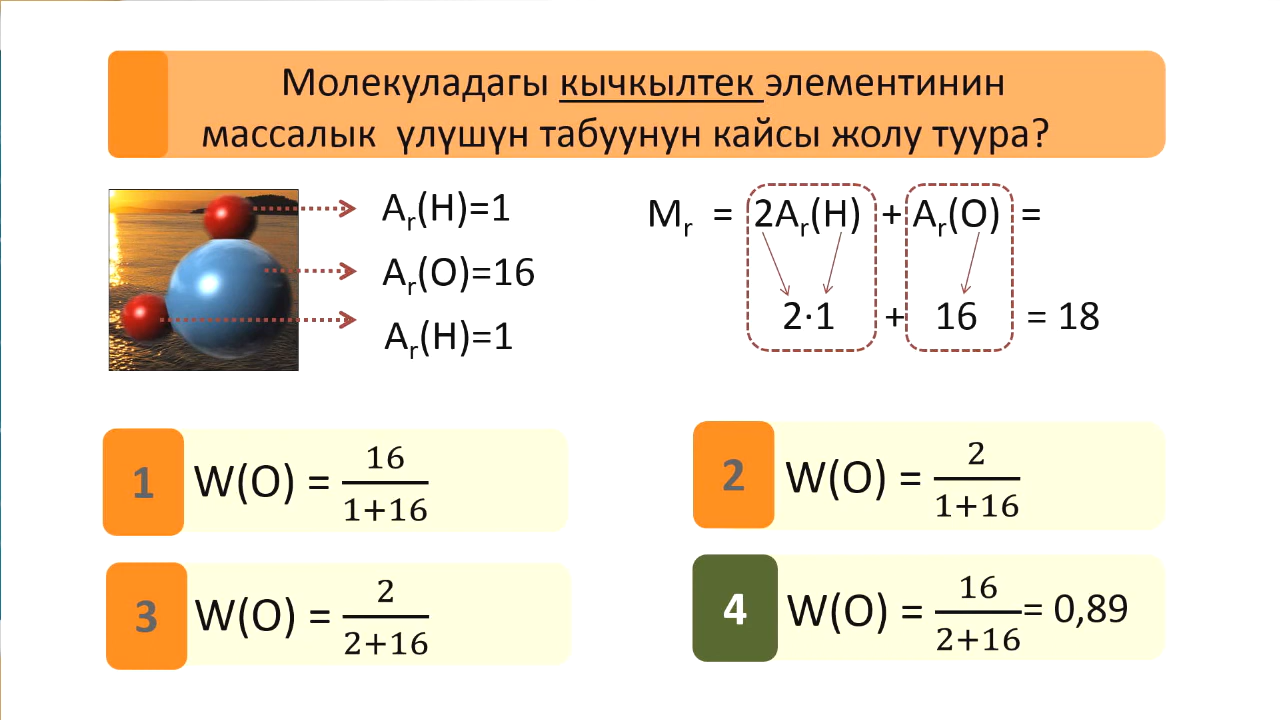 Молекуладагы кычкылтек элементинин
массалык үлүшүн табуунун кайсы жолу туура?
Aᵣ(H)=1
Aᵣ(O)=16
Aᵣ(H)=1
Mᵣ = 2Aᵣ(H) + Aᵣ(O) =
2·1 + 16 = 18
1 W(O) = 16/1+16
2 W(O) = 2/1+16
3 W(O) = 2/2+16
4 W(O) = 16/2+16 = 0,89